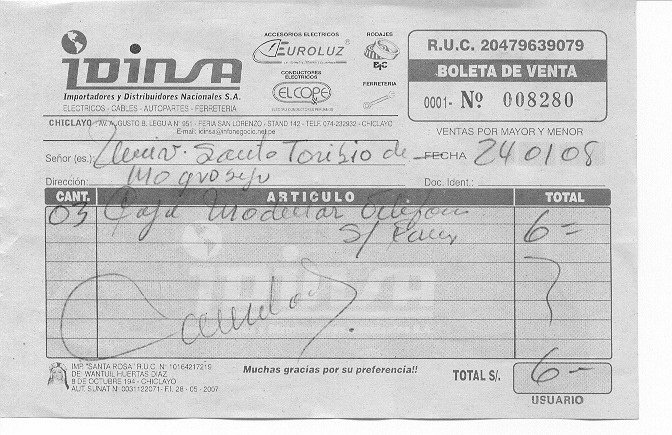 IDINSA
Importadores y Distribuidores Nacionales S.A.
ELECTRICOS - CABLES - AUTOPARTES - FERRETERIA
ACCESORIOS ELECTRICOS
EUROLUZ
CONDUCTORES ELECTRICOS
ELCOPE
RODAJES
FERRETERIA
R.U.C. 20479639079
BOLETA DE VENTA
0001- Nº 008280
CHICLAYO: AV. AUGUSTO B. LEGUIA Nº 951 - FERIA SAN LORENZO - STAND 142 - TELF. 074-232932 - CHICLAYO
E-mail: idinsa@infonegocio.net.pe
VENTAS POR MAYOR Y MENOR
Señor (es): Univ. Santo Toribio de FECHA 24 01 08
Dirección: Mogrovejo Doc. Ident.:
CANT. ARTICULO TOTAL
03 Caja Modular
S/ 6=
Cancelado.
IMP. "SANTA ROSA" R.U.C. Nº 10164217219
DE: WANTUIL HUERTAS DIAZ
8 DE OCTUBRE 194 - CHICLAYO
AUT. SUNAT Nº 0031122071- F.I. 28 - 05 - 2007
Muchas gracias por su preferencia!!
TOTAL S/. 6=
USUARIO